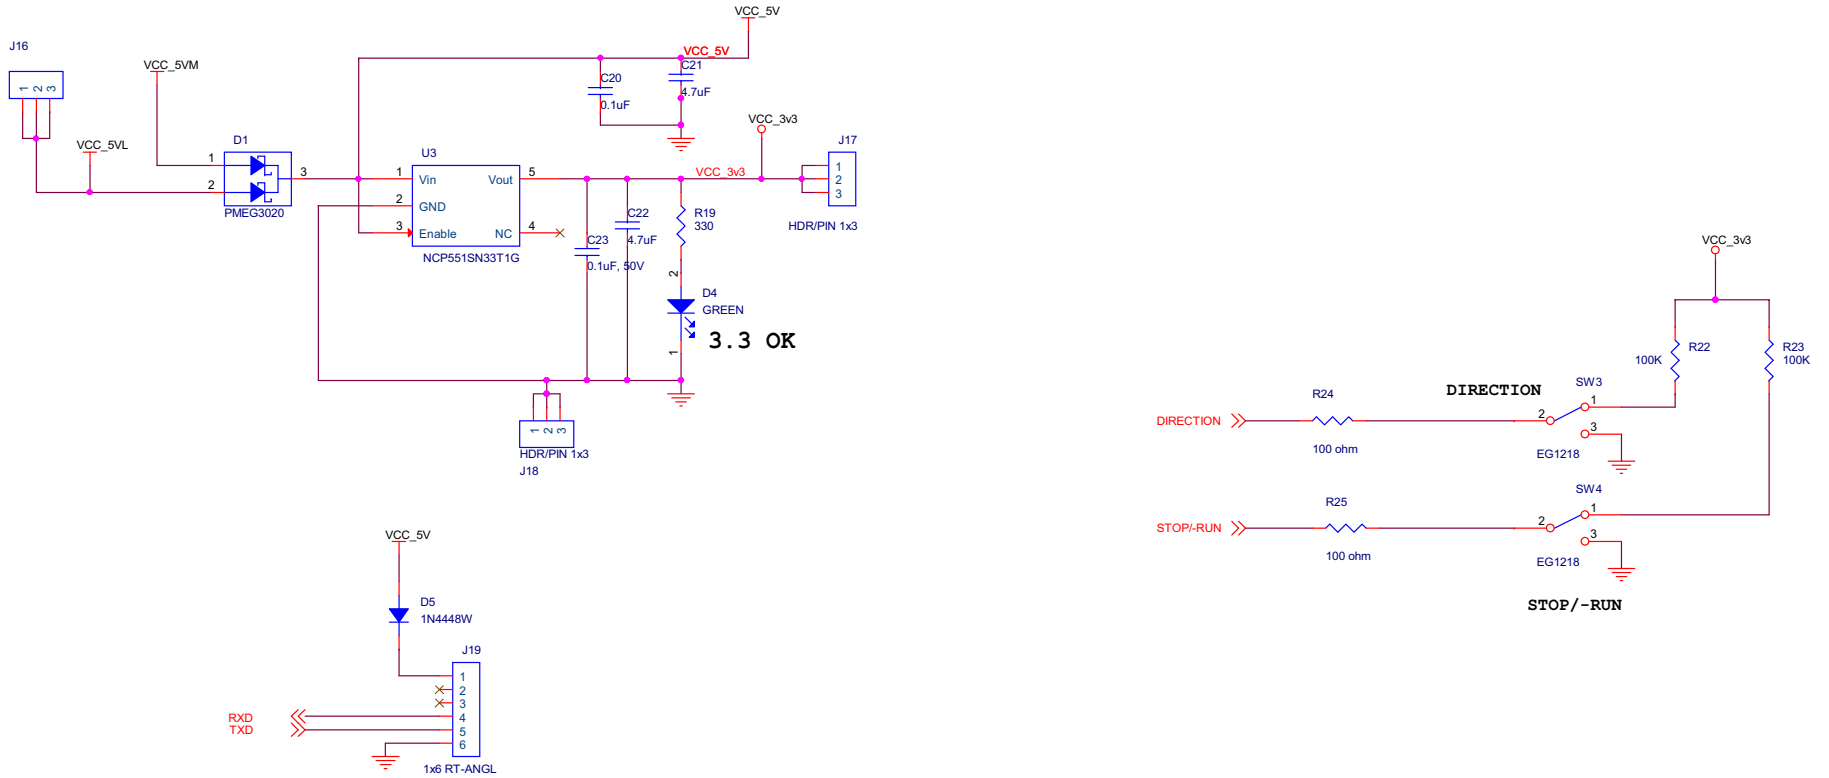 J16
1 2 3
VCC_5VM
VCC_5VL
D1
1
2
3
PMEG3020
VCC_5V
VCC_5V
C20
0.1uF
C21
4.7uF
U3
1
Vin
Vout
5
2
GND
3
Enable
NC
4
NCP551SN33T1G
C23
0.1uF, 50V
C22
4.7uF
VCC_3v3
VCC_3v3
J17
1
2
3
HDR/PIN 1x3
R19
330
2
D4
GREEN
3.3 OK
1
1 2 3
HDR/PIN 1x3
J18
VCC_5V
D5
1N4448W
J19
1
2
3
4
5
6
RXD
TXD
1x6 RT-ANGL
VCC_3v3
100K
R22
R23
100K
DIRECTION
SW3
R24
DIRECTION
100 ohm
2
1
3
EG1218
SW4
R25
STOP/-RUN
100 ohm
2
1
3
EG1218
STOP/-RUN